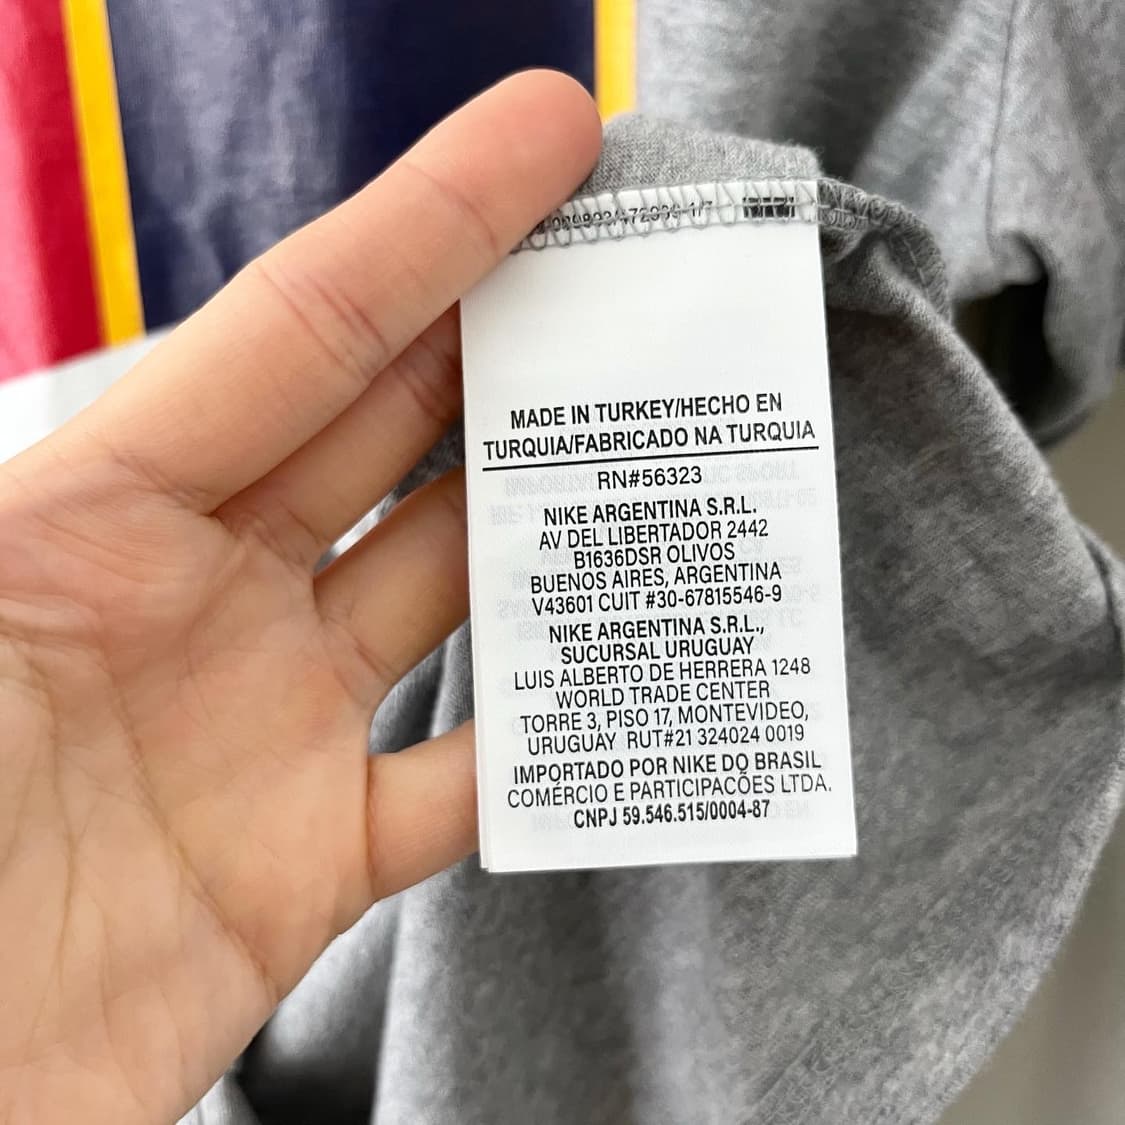 MADE IN TURKEY/HECHO EN
TURQUIA/FABRICADO NA TURQUIA
RN#56323
NIKE ARGENTINA S.R.L.
AV DEL LIBERTADOR 2442
B1636DSR OLIVOS
BUENOS AIRES, ARGENTINA
V43601 CUIT #30-67815546-9
NIKE ARGENTINA S.R.L.,
SUCURSAL URUGUAY
LUIS ALBERTO DE HERRERA 1248
WORLD TRADE CENTER
TORRE 3, PISO 17, MONTEVIDEO,
URUGUAY RUT#21 324024 0019
IMPORTADO POR NIKE DO BRASIL
COMÉRCIO E PARTICIPACÕES LTDA.
CNPJ 59.546.515/0004-87